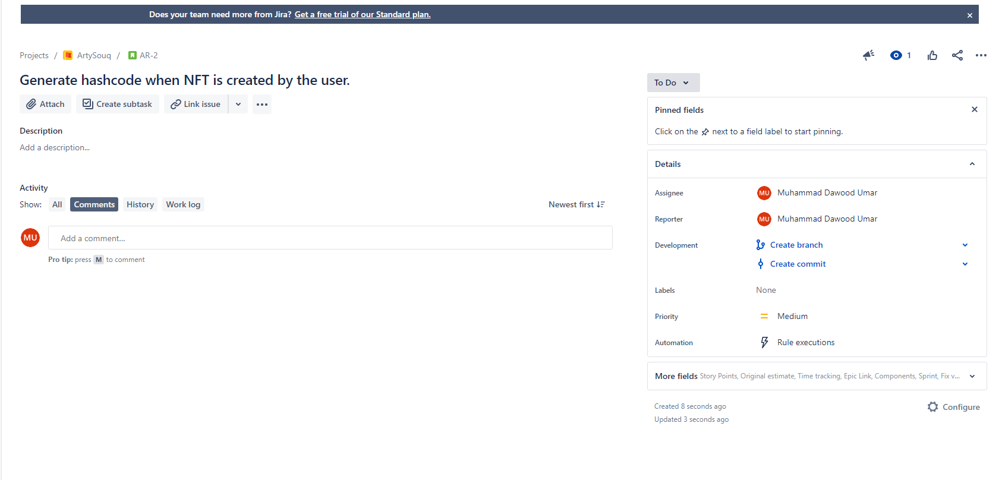 Does your team need more from Jira? Get a free trial of our Standard plan.
Projects / ArtySouq / AR-2
1
Generate hashcode when NFT is created by the user.
Attach Create subtask Link issue
Description
Add a description...
Activity
Show: All Comments History Work log Newest first
MU Add a comment...
Pro tip: press M to comment
To Do
Pinned fields
Click on the next to a field label to start pinning.
Details
Assignee MU Muhammad Dawood Umar
Reporter MU Muhammad Dawood Umar
Development Create branch
Create commit
Labels None
Priority Medium
Automation Rule executions
More fields Story Points, Original estimate, Time tracking, Epic Link, Components, Sprint, Fix v...
Created 8 seconds ago Configure
Updated 3 seconds ago